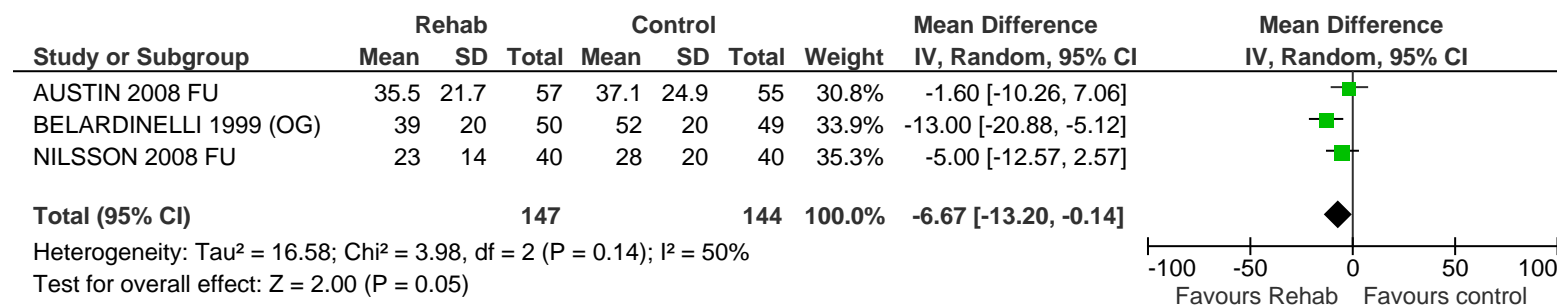 Rehab Control Mean Difference Mean Difference
Study or Subgroup Mean SD Total Mean SD Total Weight IV, Random, 95% CI IV, Random, 95% CI
AUSTIN 2008 FU 35.5 21.7 57 37.1 24.9 55 30.8% -1.60 [-10.26, 7.06]
BELARDINELLI 1999 (OG) 39 20 50 52 20 49 33.9% -13.00 [-20.88, -5.12]
NILSSON 2008 FU 23 14 40 28 20 40 35.3% -5.00 [-12.57, 2.57]
Total (95% CI) 147 144 100.0% -6.67 [-13.20, -0.14]
Heterogeneity: Tau² = 16.58; Chi² = 3.98, df = 2 (P = 0.14); I² = 50%
Test for overall effect: Z = 2.00 (P = 0.05)
-100 -50 0 50 100
Favours Rehab Favours control